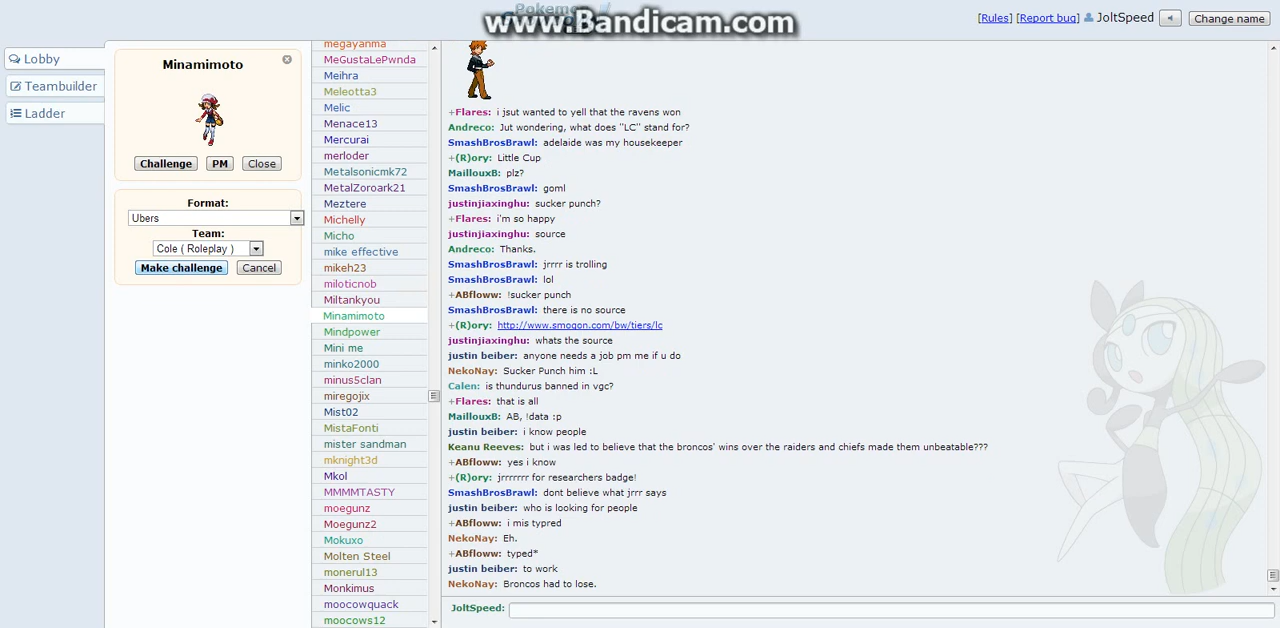 Pokemon
www.Bandicam.com
[Rules] [Report bug] JoltSpeed Change name
Lobby
Teambuilder
Ladder
Minamimoto
Challenge PM Close
Format:
Ubers
Team:
Cole ( Roleplay )
Make challenge Cancel
megayanma
MeGustaLePwnda
Meihra
Meleotta3
Melic
Menace13
Mercurai
merloder
Metalsonicmk72
MetalZoroark21
Meztere
Michelly
Micho
mike effective
mikeh23
miloticnob
Miltankyou
Minamimoto
Mindpower
Mini me
minko2000
minus5clan
miregojix
Mist02
MistaFonti
mister sandman
mknight3d
Mkol
MMMMTASTY
moegunz
Moegunz2
Mokuxo
Molten Steel
monerul13
Monkimus
moocowquack
moocows12
+Flares: i jsut wanted to yell that the ravens won
Andreco: Jut wondering, what does "LC" stand for?
SmashBrosBrawl: adelaide was my housekeeper
+(R)ory: Little Cup
MaillouxB: plz?
SmashBrosBrawl: goml
justinjiaxinghu: sucker punch?
+Flares: i'm so happy
justinjiaxinghu: source
Andreco: Thanks.
SmashBrosBrawl: jrrrr is trolling
SmashBrosBrawl: lol
+ABfloww: !sucker punch
SmashBrosBrawl: there is no source
+(R)ory: http://www.smogon.com/bw/tiers/lc
justinjiaxinghu: whats the source
justin beiber: anyone needs a job pm me if u do
NekoNay: Sucker Punch him :L
Calen: is thundurus banned in vgc?
+Flares: that is all
MaillouxB: AB, !data :p
justin beiber: i know people
Keanu Reeves: but i was led to believe that the broncos' wins over the raiders and chiefs made them unbeatable???
+ABfloww: yes i know
+(R)ory: jrrrrrrr for researchers badge!
SmashBrosBrawl: dont believe what jrrr says
justin beiber: who is looking for people
+ABfloww: i mis typred
NekoNay: Eh.
+ABfloww: typed*
justin beiber: to work
NekoNay: Broncos had to lose.
JoltSpeed: